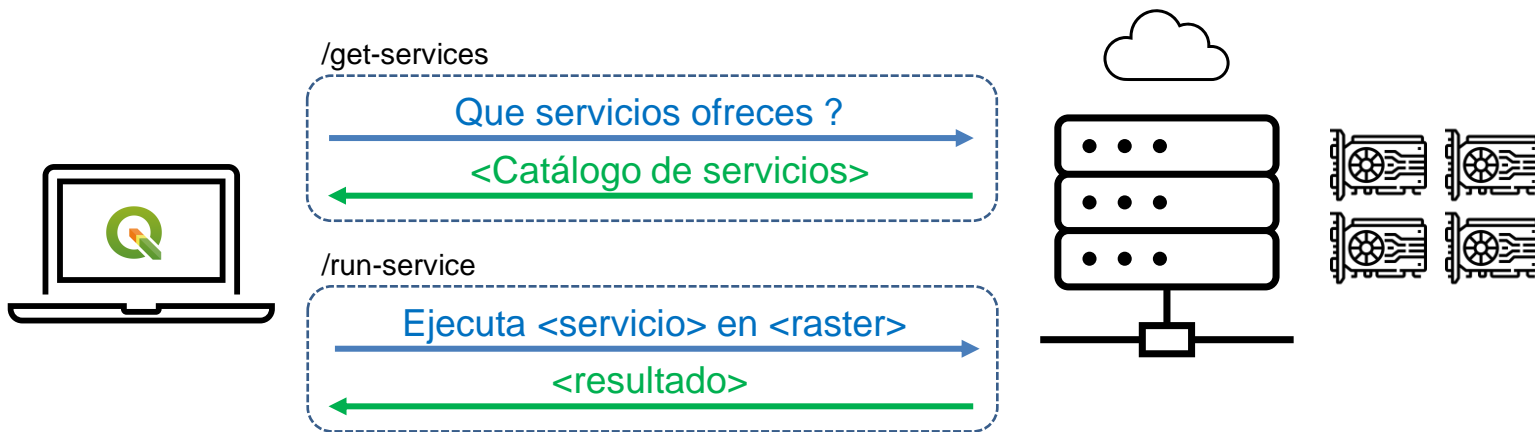 /get-services
Que servicios ofreces ?
<Catálogo de servicios>
/run-service
Ejecuta <servicio> en <raster>
<resultado>